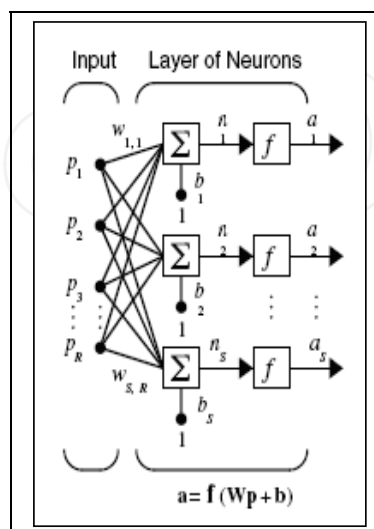 Input Layer of Neurons
w1,1 n1 a1
p1 Σ f
b1
1
p2 n2 a2
Σ f
p3 b2
1
pR nS aS
Σ f
wS, R
bS
1
a= f (Wp + b)